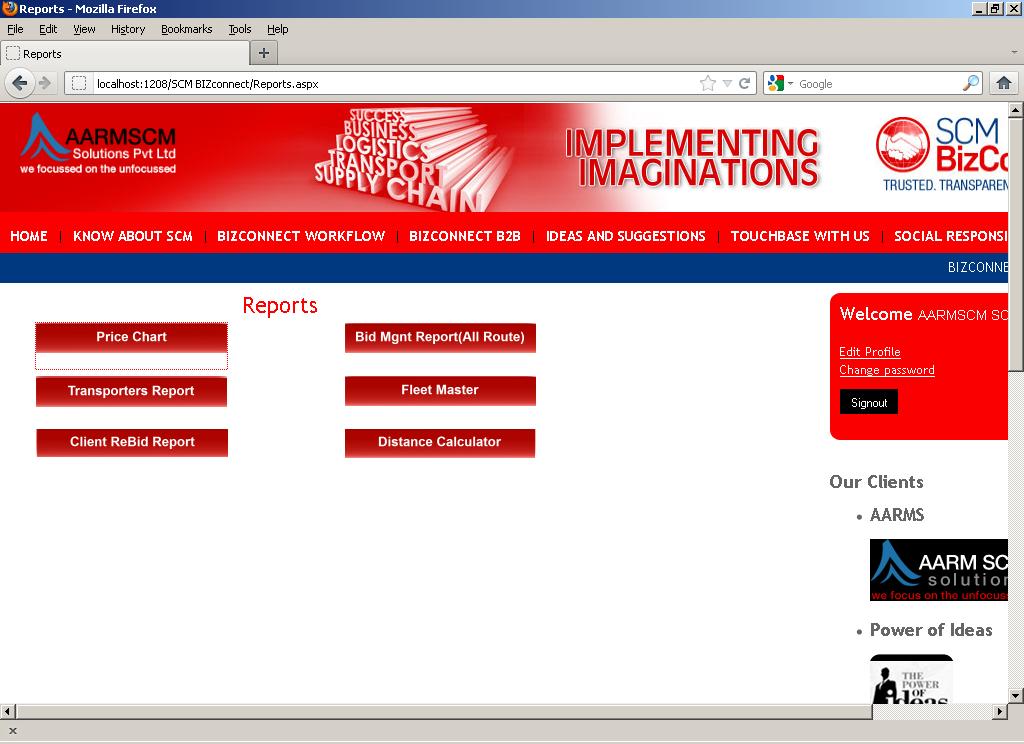 Reports - Mozilla Firefox
File Edit View History Bookmarks Tools Help
Reports
localhost:1208/SCM BIZconnect/Reports.aspx
Google
AARMSCM
Solutions Pvt Ltd
we focussed on the unfocussed
SUCCESS
BUSINESS
LOGISTICS
TRANSPORT
SUPPLY CHAIN
IMPLEMENTING
IMAGINATIONS
SCM
BizCo
TRUSTED. TRANSPAREN
HOME | KNOW ABOUT SCM | BIZCONNECT WORKFLOW | BIZCONNECT B2B | IDEAS AND SUGGESTIONS | TOUCHBASE WITH US | SOCIAL RESPONSI
BIZCONNE
Reports
Price Chart
Bid Mgnt Report(All Route)
Transporters Report
Fleet Master
Client ReBid Report
Distance Calculator
Welcome AARMSCM SC
Edit Profile
Change password
Signout
Our Clients
• AARMS
AARM SC
solution
we focus on the unfocus
• Power of Ideas
THE
POWER
OF
Ideas